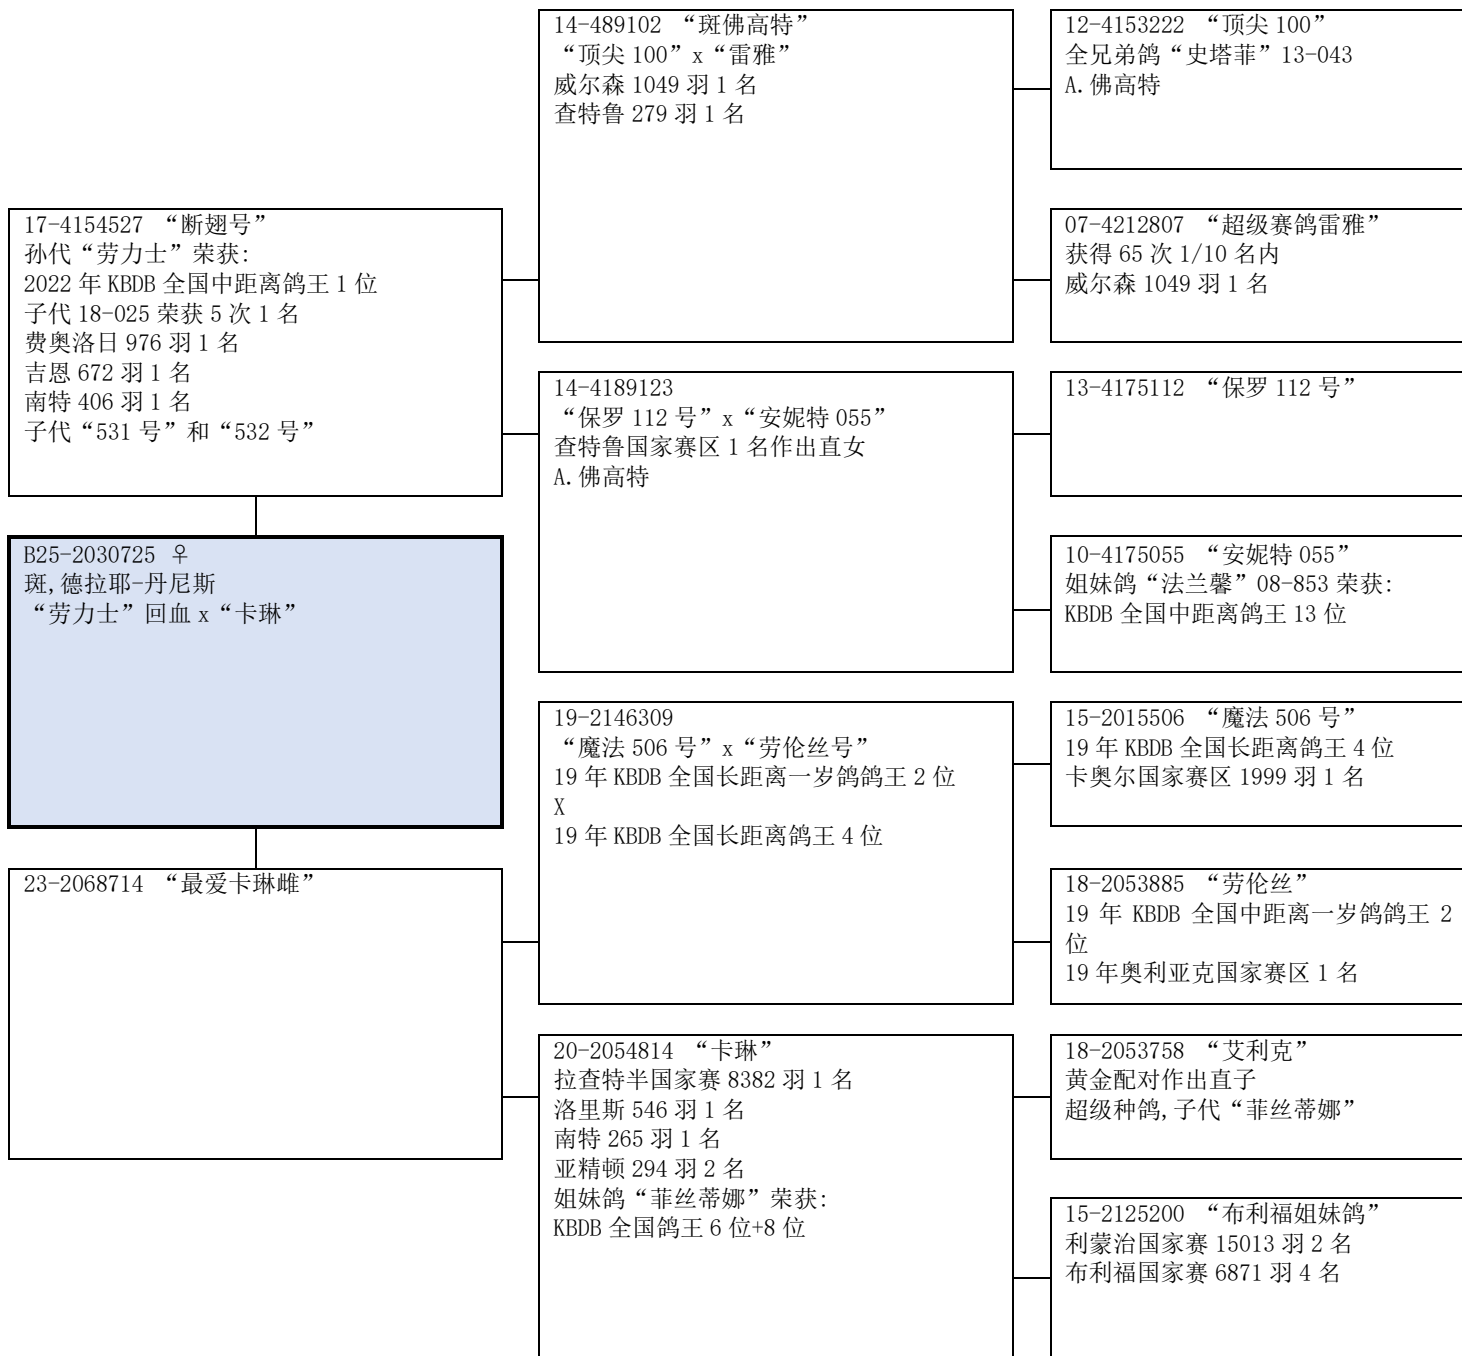 14-489102 “斑佛高特”
“顶尖 100” x “雷雅”
威尔森 1049 羽 1 名
查特鲁 279 羽 1 名
12-4153222 “顶尖 100”
全兄弟鸽“史塔菲” 13-043
A.佛高特
17-4154527 “断翅号”
孙代“劳力士”荣获:
2022 年 KBDB 全国中距离鸽王 1 位
子代 18-025 荣获 5 次 1 名
费奥洛日 976 羽 1 名
吉恩 672 羽 1 名
南特 406 羽 1 名
子代“531 号”和“532 号”
07-4212807 “超级赛鸽雷雅”
获得 65 次 1/10 名内
威尔森 1049 羽 1 名
14-4189123
“保罗 112 号” x “安妮特 055”
查特鲁国家赛区 1 名作出直女
A.佛高特
13-4175112 “保罗 112 号”
B25-2030725 ♀
斑,德拉耶-丹尼斯
“劳力士”回血 x “卡琳”
10-4175055 “安妮特 055”
姐妹鸽“法兰馨” 08-853 荣获:
KBDB 全国中距离鸽王 13 位
19-2146309
“魔法 506 号” x “劳伦丝号”
19 年 KBDB 全国长距离一岁鸽鸽王 2 位
X
19 年 KBDB 全国长距离鸽王 4 位
15-2015506 “魔法 506 号”
19 年 KBDB 全国长距离鸽王 4 位
卡奥尔国家赛区 1999 羽 1 名
23-2068714 “最爱卡琳雌”
18-2053885 “劳伦丝”
19 年 KBDB 全国中距离一岁鸽鸽王 2
位
19 年奥利亚克国家赛区 1 名
20-2054814 “卡琳”
拉查特半国家赛 8382 羽 1 名
洛里斯 546 羽 1 名
南特 265 羽 1 名
亚精顿 294 羽 2 名
姐妹鸽“菲丝蒂娜”荣获:
KBDB 全国鸽王 6 位+8 位
18-2053758 “艾利克”
黄金配对作出直子
超级种鸽,子代“菲丝蒂娜”
15-2125200 “布利福姐妹鸽”
利蒙治国家赛 15013 羽 2 名
布利福国家赛 6871 羽 4 名